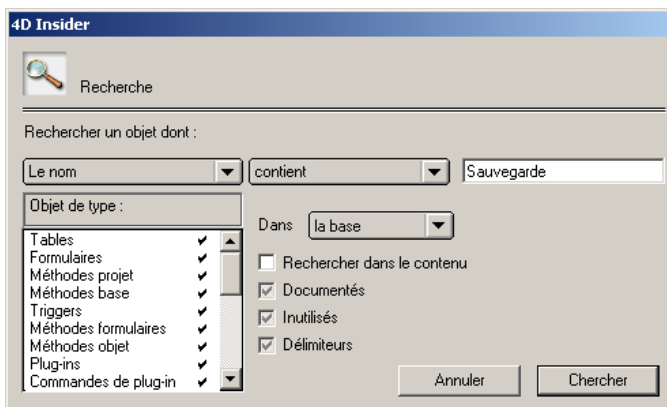 4D Insider
Recherche
Rechercher un objet dont :
Le nom contient Sauvegarde
Objet de type :
Dans la base
Tables
Formulaires
Méthodes projet
Méthodes base
Triggers
Méthodes formulaires
Méthodes objet
Plug-ins
Commandes de plug-in
Rechercher dans le contenu
Documentés
Inutilisés
Délimiteurs
Annuler Chercher